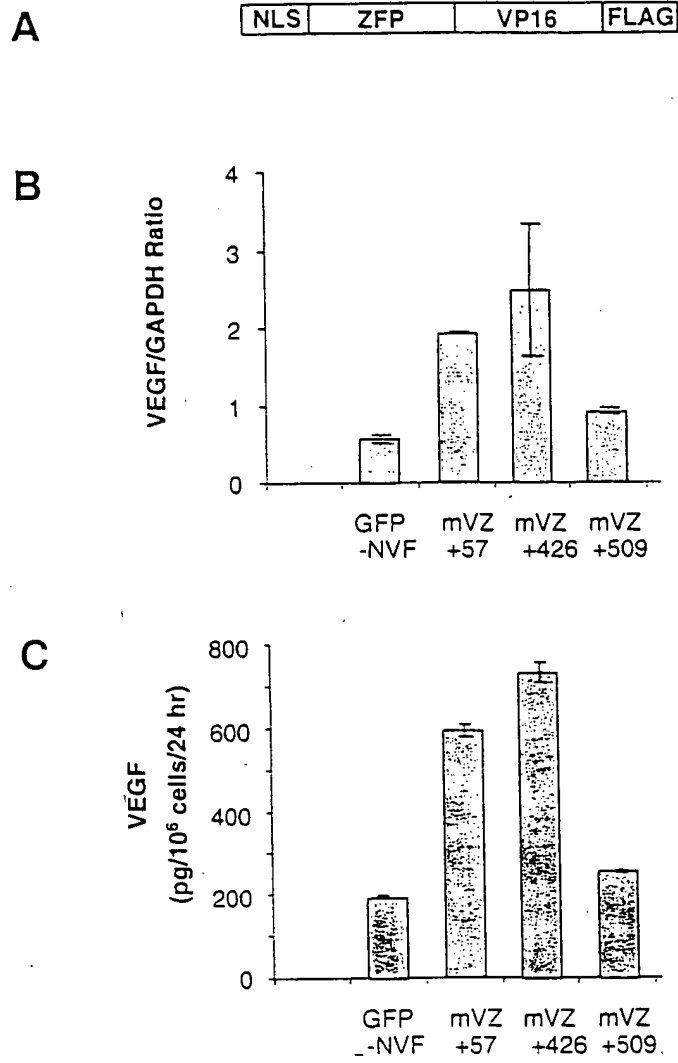 A
NLS ZFP VP16 FLAG
B
VEGF/GAPDH Ratio
4
3
2
1
0
GFP mVZ mVZ mVZ
-NVF +57 +426 +509
C
VEGF
(pg/10⁶ cells/24 hr)
800
600
400
200
0
GFP mVZ mVZ mVZ
-NVF +57 +426 +509